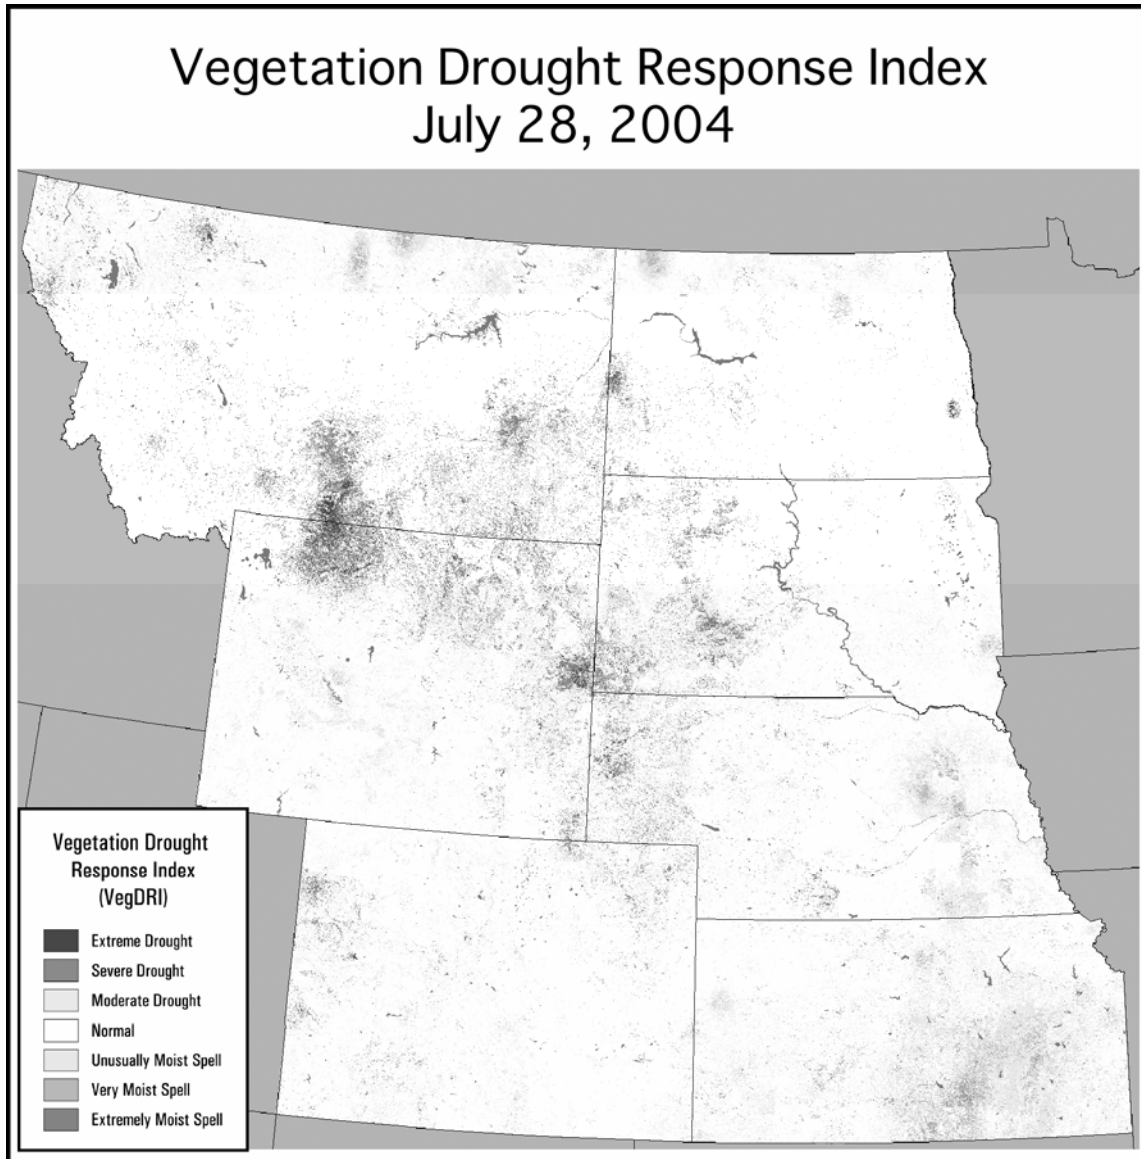 Vegetation Drought Response Index
July 28, 2004
Vegetation Drought
Response Index
(VegDRI)
Extreme Drought
Severe Drought
Moderate Drought
Normal
Unusually Moist Spell
Very Moist Spell
Extremely Moist Spell